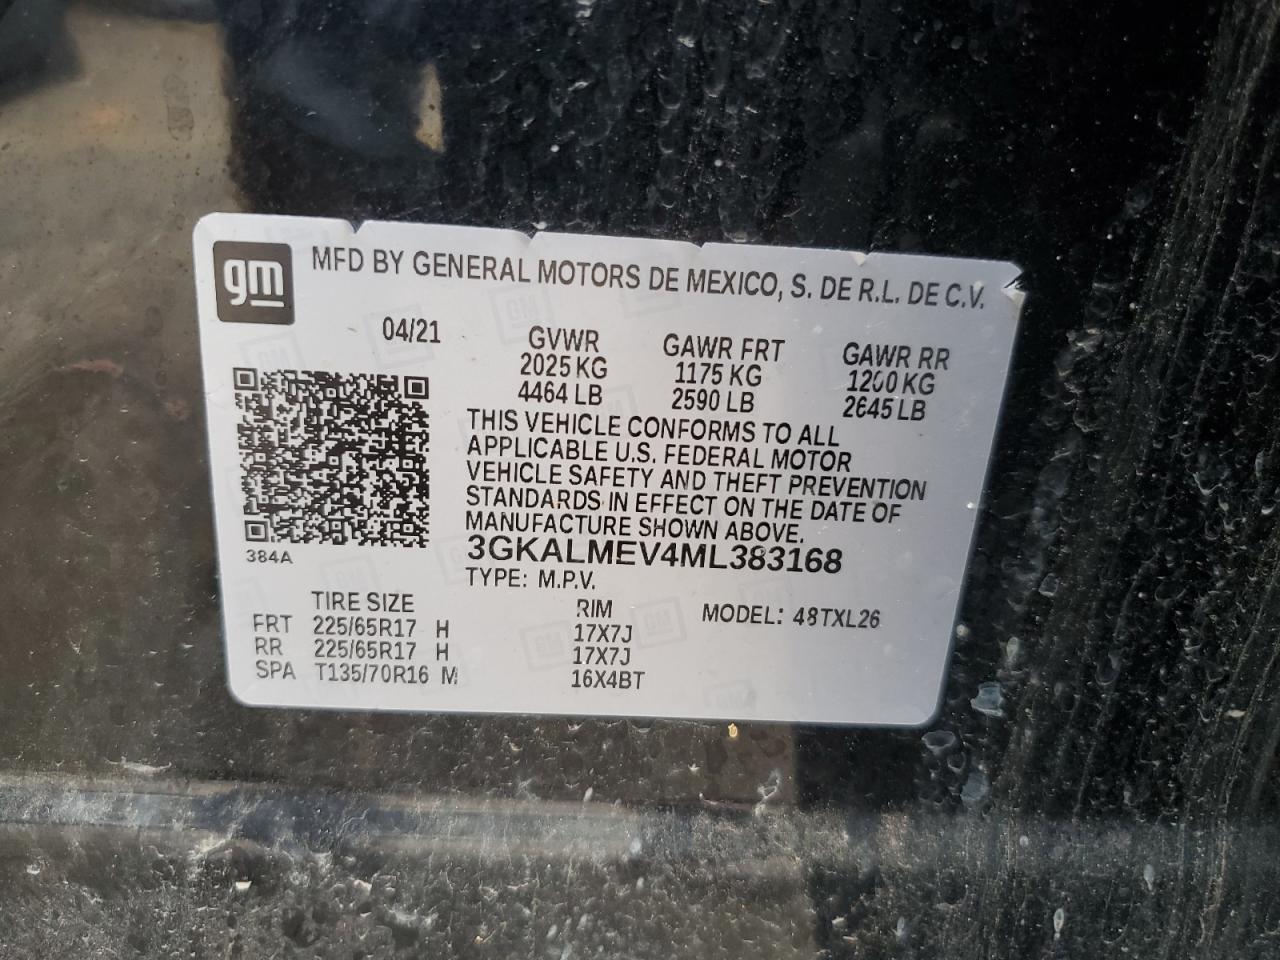 gm
MFD BY GENERAL MOTORS DE MEXICO, S. DE R.L. DE C.V.
04/21 GVWR GAWR FRT GAWR RR
2025 KG 1175 KG 1200 KG
4464 LB 2590 LB 2645 LB
THIS VEHICLE CONFORMS TO ALL
APPLICABLE U.S. FEDERAL MOTOR
VEHICLE SAFETY AND THEFT PREVENTION
STANDARDS IN EFFECT ON THE DATE OF
MANUFACTURE SHOWN ABOVE.
384A
3GKALMEV4ML383168
TYPE: M.P.V.
TIRE SIZE RIM MODEL: 48TXL26
FRT 225/65R17 H 17X7J
RR 225/65R17 H 17X7J
SPA T135/70R16 M 16X4BT